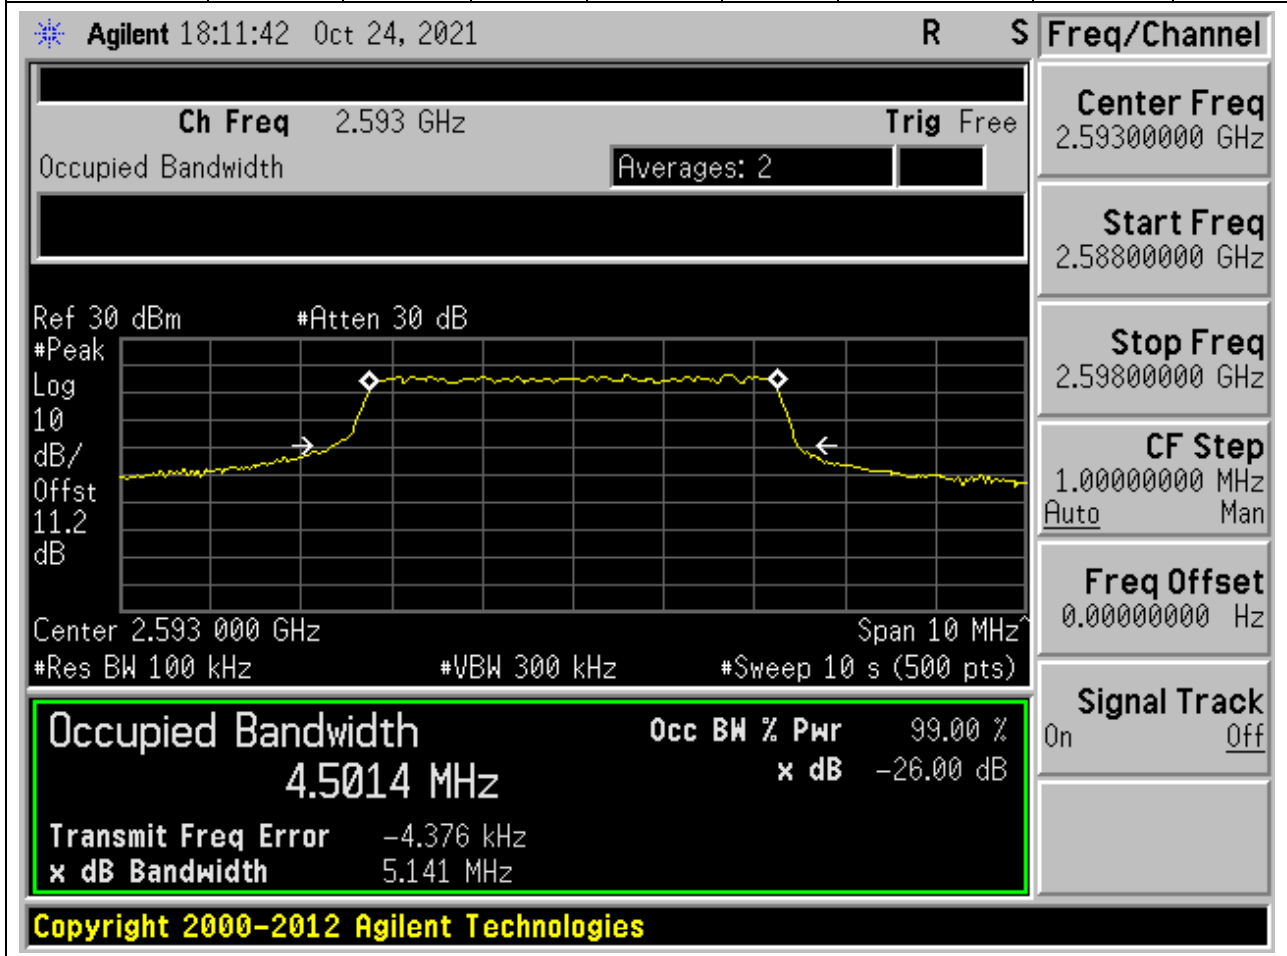 Agilent 18:11:42 Oct 24, 2021 R S
Freq/Channel
Ch Freq 2.593 GHz Trig Free
Occupied Bandwidth Averages: 2
Center Freq
2.59300000 GHz
Start Freq
2.58800000 GHz
Stop Freq
2.59800000 GHz
CF Step
1.00000000 MHz
Auto Man
Freq Offset
0.00000000 Hz
Signal Track
On Off
Ref 30 dBm #Atten 30 dB
#Peak
Log
10
dB/
Offst
11.2
dB
Center 2.593 000 GHz Span 10 MHz^
#Res BW 100 kHz #VBW 300 kHz #Sweep 10 s (500 pts)
Occupied Bandwidth Occ BW % Pwr 99.00 %
4.5014 MHz x dB -26.00 dB
Transmit Freq Error -4.376 kHz
x dB Bandwidth 5.141 MHz
Copyright 2000-2012 Agilent Technologies